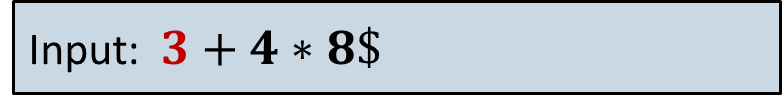 Input: 3 + 4 * 8$